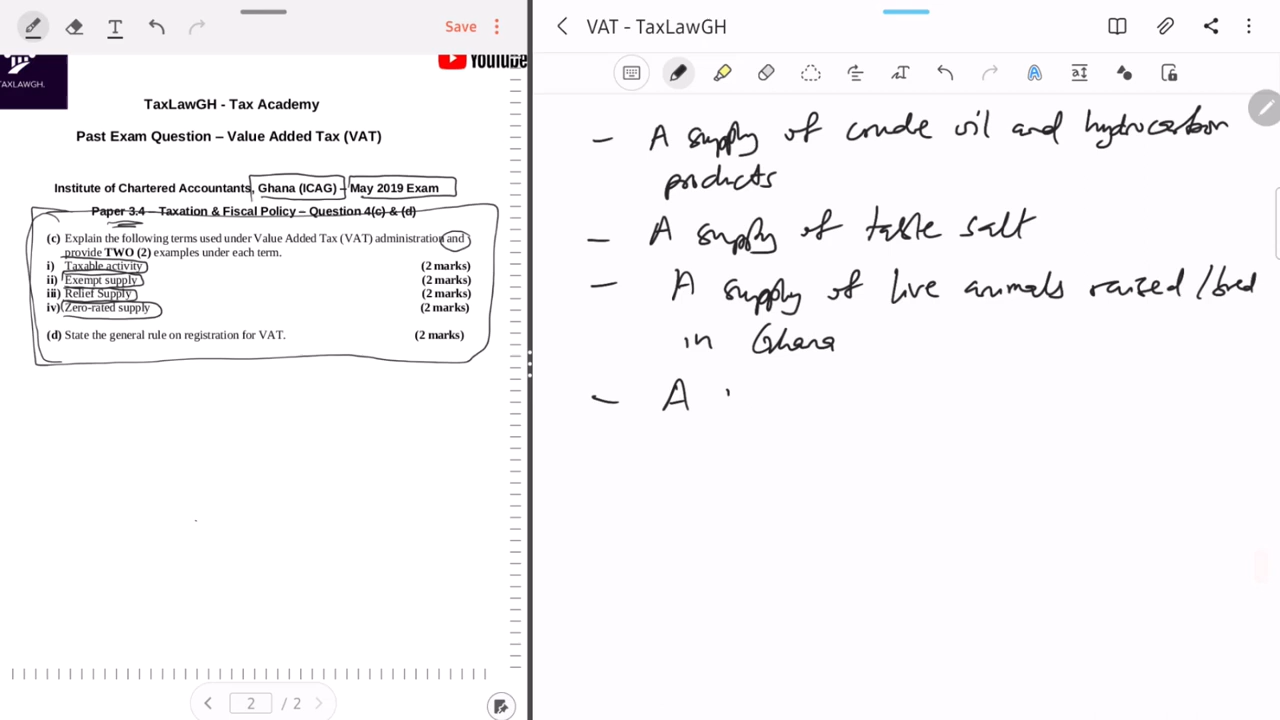 Save
VAT - TaxLawGH
TAXLAWGH.
YouTube
TaxLawGH - Tax Academy
Past Exam Question – Value Added Tax (VAT)
Institute of Chartered Accountants, Ghana (ICAG) – May 2019 Exam
Paper 3.4 – Taxation & Fiscal Policy – Question 4(c) & (d)
(c) Explain the following terms used under Value Added Tax (VAT) administration and
provide TWO (2) examples under each term.
i) Taxable activity (2 marks)
ii) Exempt supply (2 marks)
iii) Relief Supply (2 marks)
iv) Zero-rated supply (2 marks)
(d) State the general rule on registration for VAT. (2 marks)
2 / 2
- A supply of crude oil and hydrocarbon
products
- A supply of table salt
- A supply of live animals raised/bred
in Ghana
- A